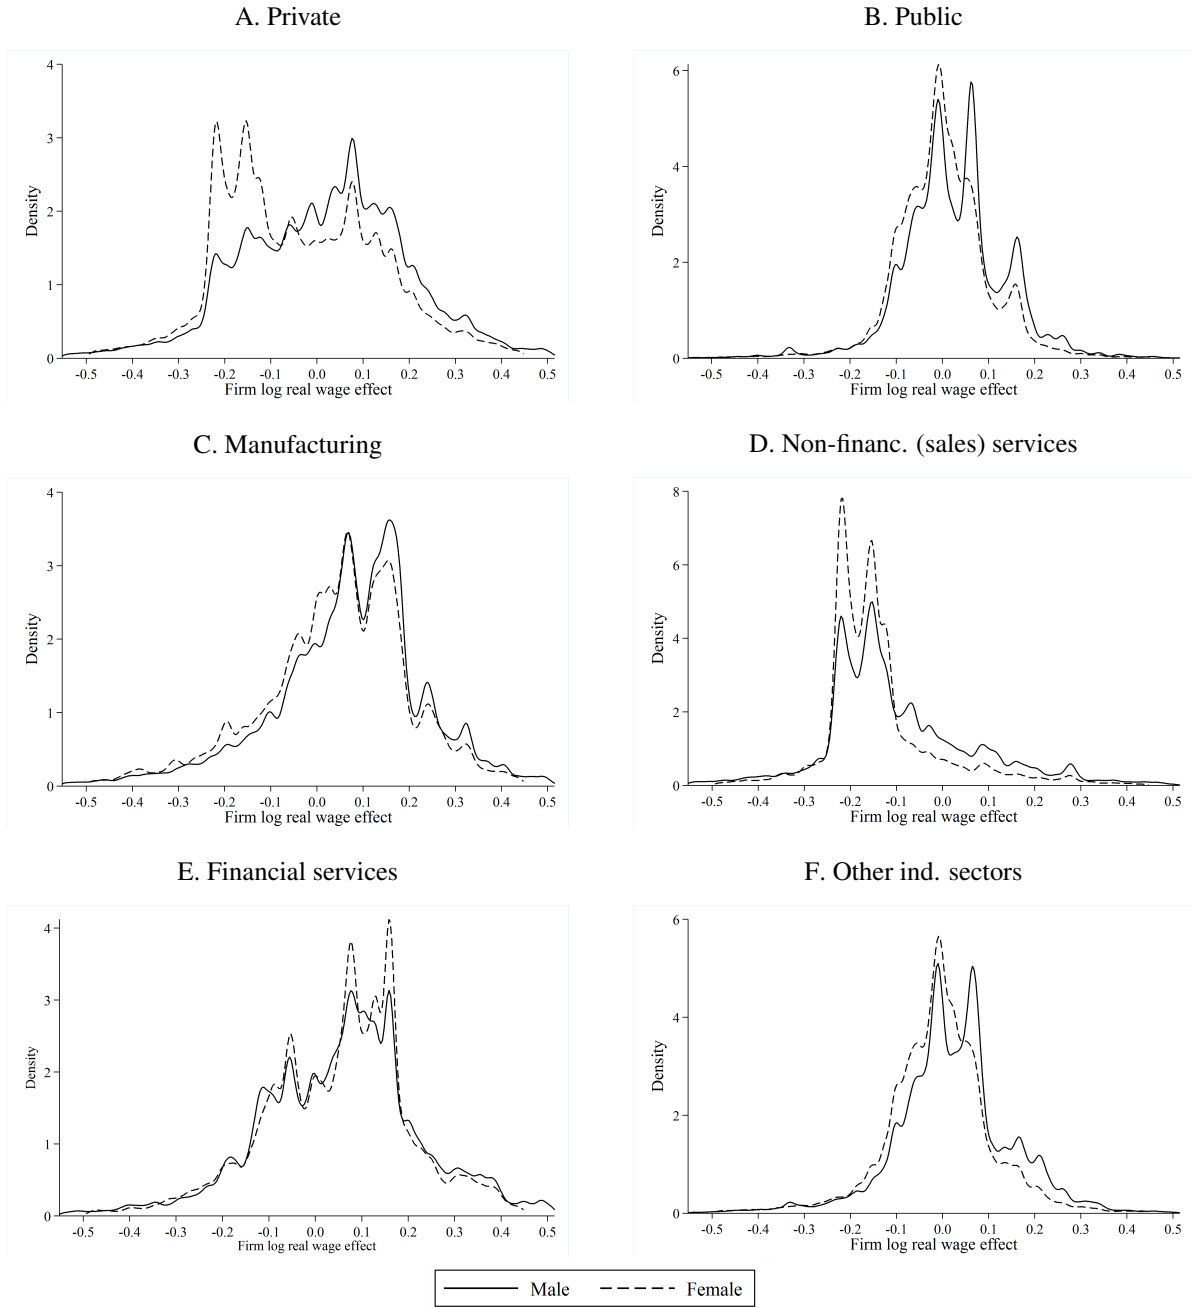 A. Private
4
3
2
1
0
Density
-0.5 -0.4 -0.3 -0.2 -0.1 0.0 0.1 0.2 0.3 0.4 0.5
Firm log real wage effect
B. Public
6
4
2
0
Density
-0.5 -0.4 -0.3 -0.2 -0.1 0.0 0.1 0.2 0.3 0.4 0.5
Firm log real wage effect
C. Manufacturing
4
3
2
1
0
Density
-0.5 -0.4 -0.3 -0.2 -0.1 0.0 0.1 0.2 0.3 0.4 0.5
Firm log real wage effect
D. Non-financ. (sales) services
8
6
4
2
0
Density
-0.5 -0.4 -0.3 -0.2 -0.1 0.0 0.1 0.2 0.3 0.4 0.5
Firm log real wage effect
E. Financial services
4
3
2
1
0
Density
-0.5 -0.4 -0.3 -0.2 -0.1 0.0 0.1 0.2 0.3 0.4 0.5
Firm log real wage effect
F. Other ind. sectors
6
4
2
0
Density
-0.5 -0.4 -0.3 -0.2 -0.1 0.0 0.1 0.2 0.3 0.4 0.5
Firm log real wage effect
Male Female